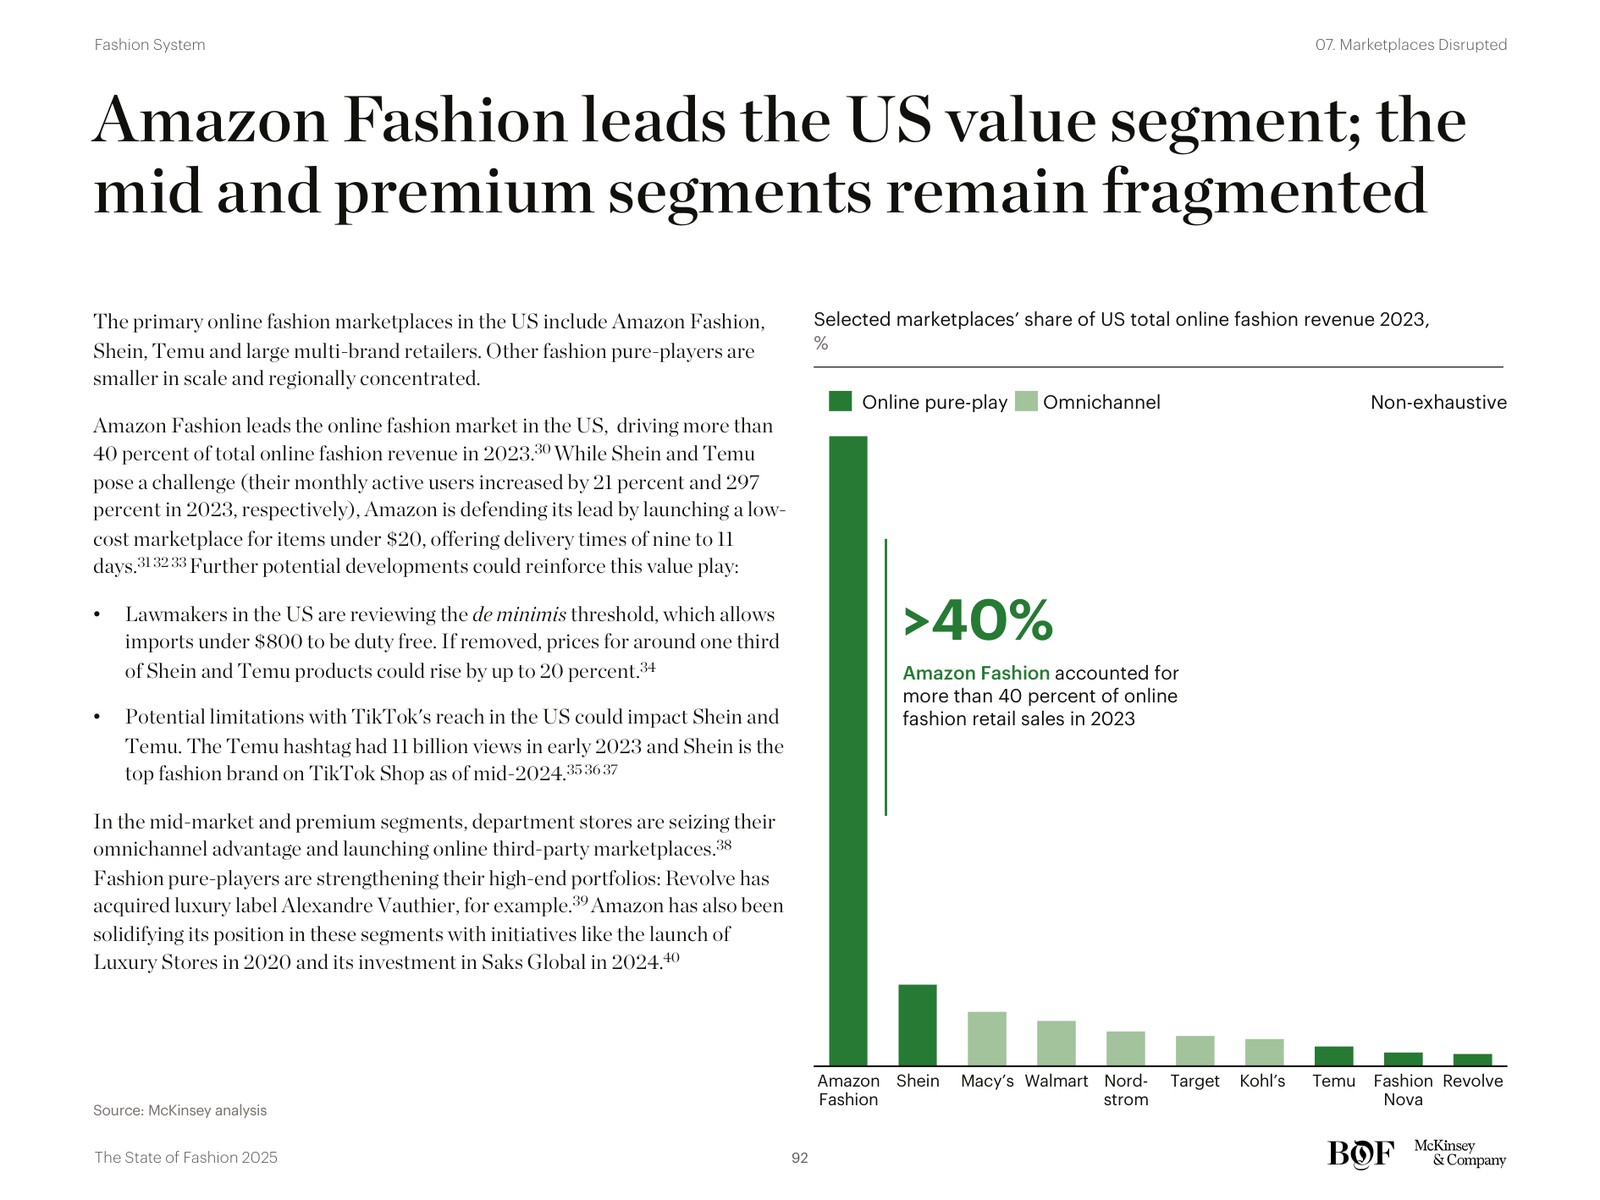 Fashion System
07. Marketplaces Disrupted
Amazon Fashion leads the US value segment; the
mid and premium segments remain fragmented
The primary online fashion marketplaces in the US include Amazon Fashion,
Shein, Temu and large multi-brand retailers. Other fashion pure-players are
smaller in scale and regionally concentrated.
Amazon Fashion leads the online fashion market in the US,  driving more than
40 percent of total online fashion revenue in 2023.30 While Shein and Temu
pose a challenge (their monthly active users increased by 21 percent and 297
percent in 2023, respectively), Amazon is defending its lead by launching a low-
cost marketplace for items under $20, offering delivery times of nine to 11
days.31 32 33 Further potential developments could reinforce this value play:
• Lawmakers in the US are reviewing the de minimis threshold, which allows
imports under $800 to be duty free. If removed, prices for around one third
of Shein and Temu products could rise by up to 20 percent.34
• Potential limitations with TikTok's reach in the US could impact Shein and
Temu. The Temu hashtag had 11 billion views in early 2023 and Shein is the
top fashion brand on TikTok Shop as of mid-2024.35 36 37
In the mid-market and premium segments, department stores are seizing their
omnichannel advantage and launching online third-party marketplaces.38
Fashion pure-players are strengthening their high-end portfolios: Revolve has
acquired luxury label Alexandre Vauthier, for example.39 Amazon has also been
solidifying its position in these segments with initiatives like the launch of
Luxury Stores in 2020 and its investment in Saks Global in 2024.40
Selected marketplaces' share of US total online fashion revenue 2023,
%
Online pure-play
Omnichannel
Non-exhaustive
>40%
Amazon Fashion accounted for
more than 40 percent of online
fashion retail sales in 2023
Amazon
Fashion
Shein
Macy's
Walmart
Nord-
strom
Target
Kohl's
Temu
Fashion
Nova
Revolve
Source: McKinsey analysis
The State of Fashion 2025
92
BOF
McKinsey
& Company